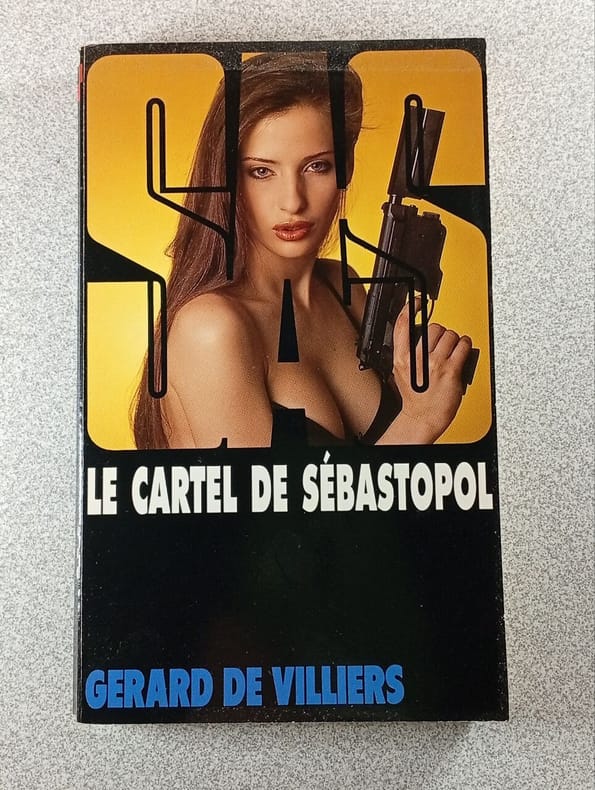 SAS
LE CARTEL DE SÉBASTOPOL
GERARD DE VILLIERS